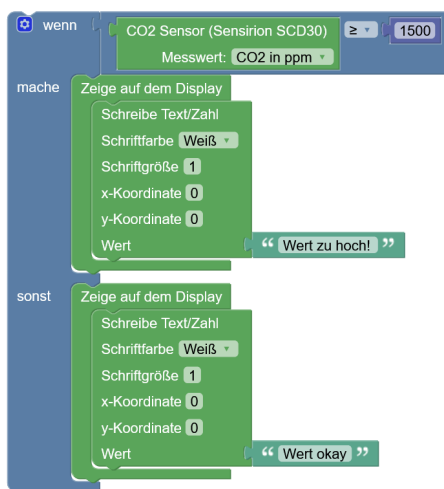 wenn CO2 Sensor (Sensirion SCD30) ≥ 1500
Messwert: CO2 in ppm
mache Zeige auf dem Display
Schreibe Text/Zahl
Schriftfarbe Weiß
Schriftgröße 1
x-Koordinate 0
y-Koordinate 0
Wert “ Wert zu hoch! ”
sonst Zeige auf dem Display
Schreibe Text/Zahl
Schriftfarbe Weiß
Schriftgröße 1
x-Koordinate 0
y-Koordinate 0
Wert “ Wert okay ”